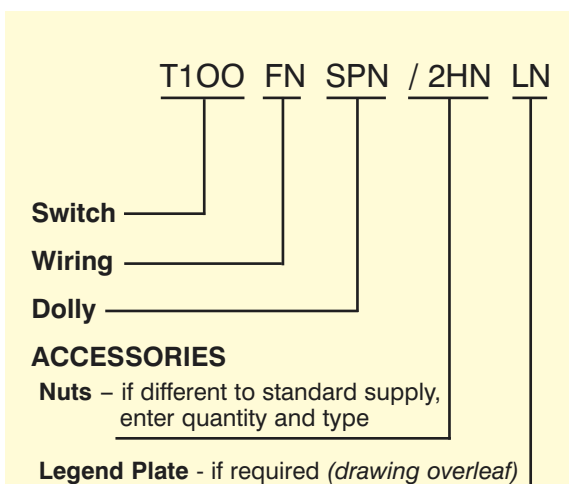 T1OO FN SPN / 2HN LN
Switch
Wiring
Dolly
ACCESSORIES
Nuts – if different to standard supply,
enter quantity and type
Legend Plate - if required (drawing overleaf)